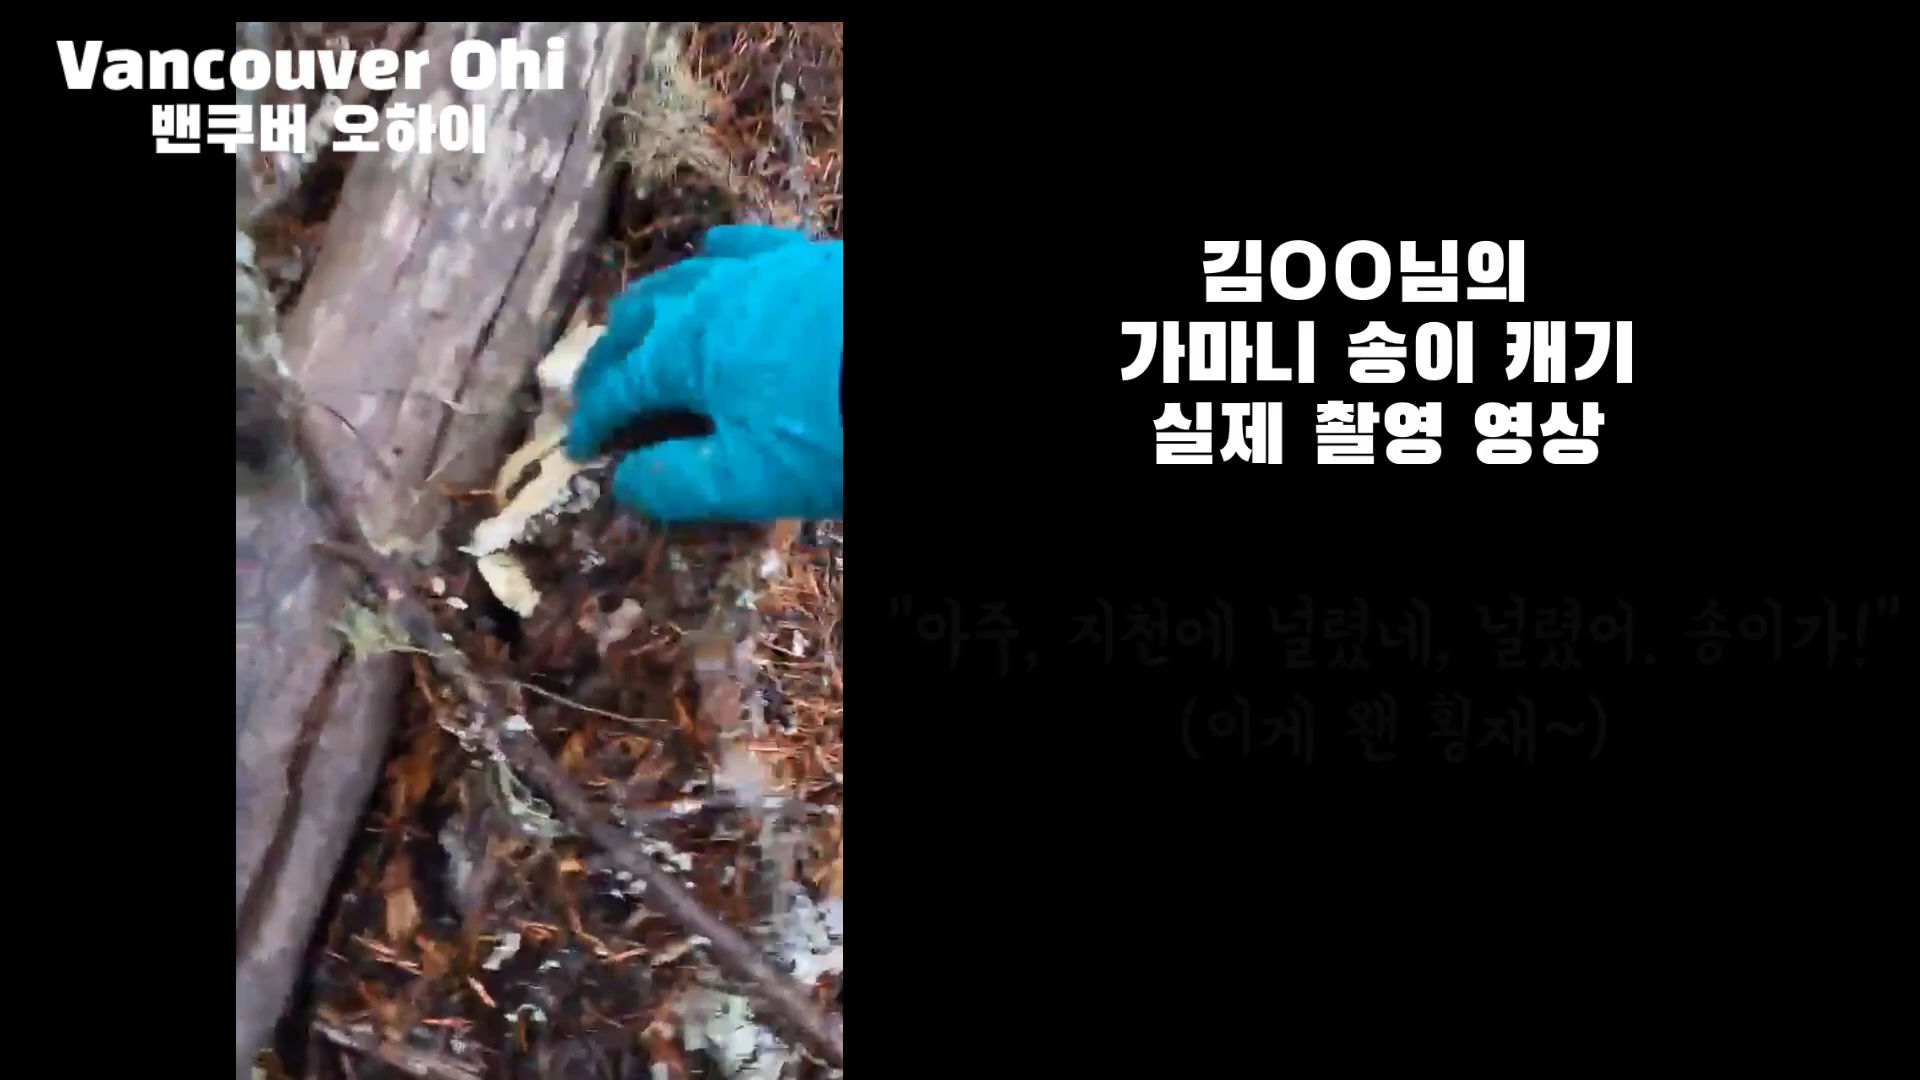 Vancouver Ohi
밴쿠버 오하이
김OO님의
가마니 송이 캐기
실제 촬영 영상
"아주, 지천에 널렸네, 널렸어. 송이가!"
(이게 왠 횡재~)